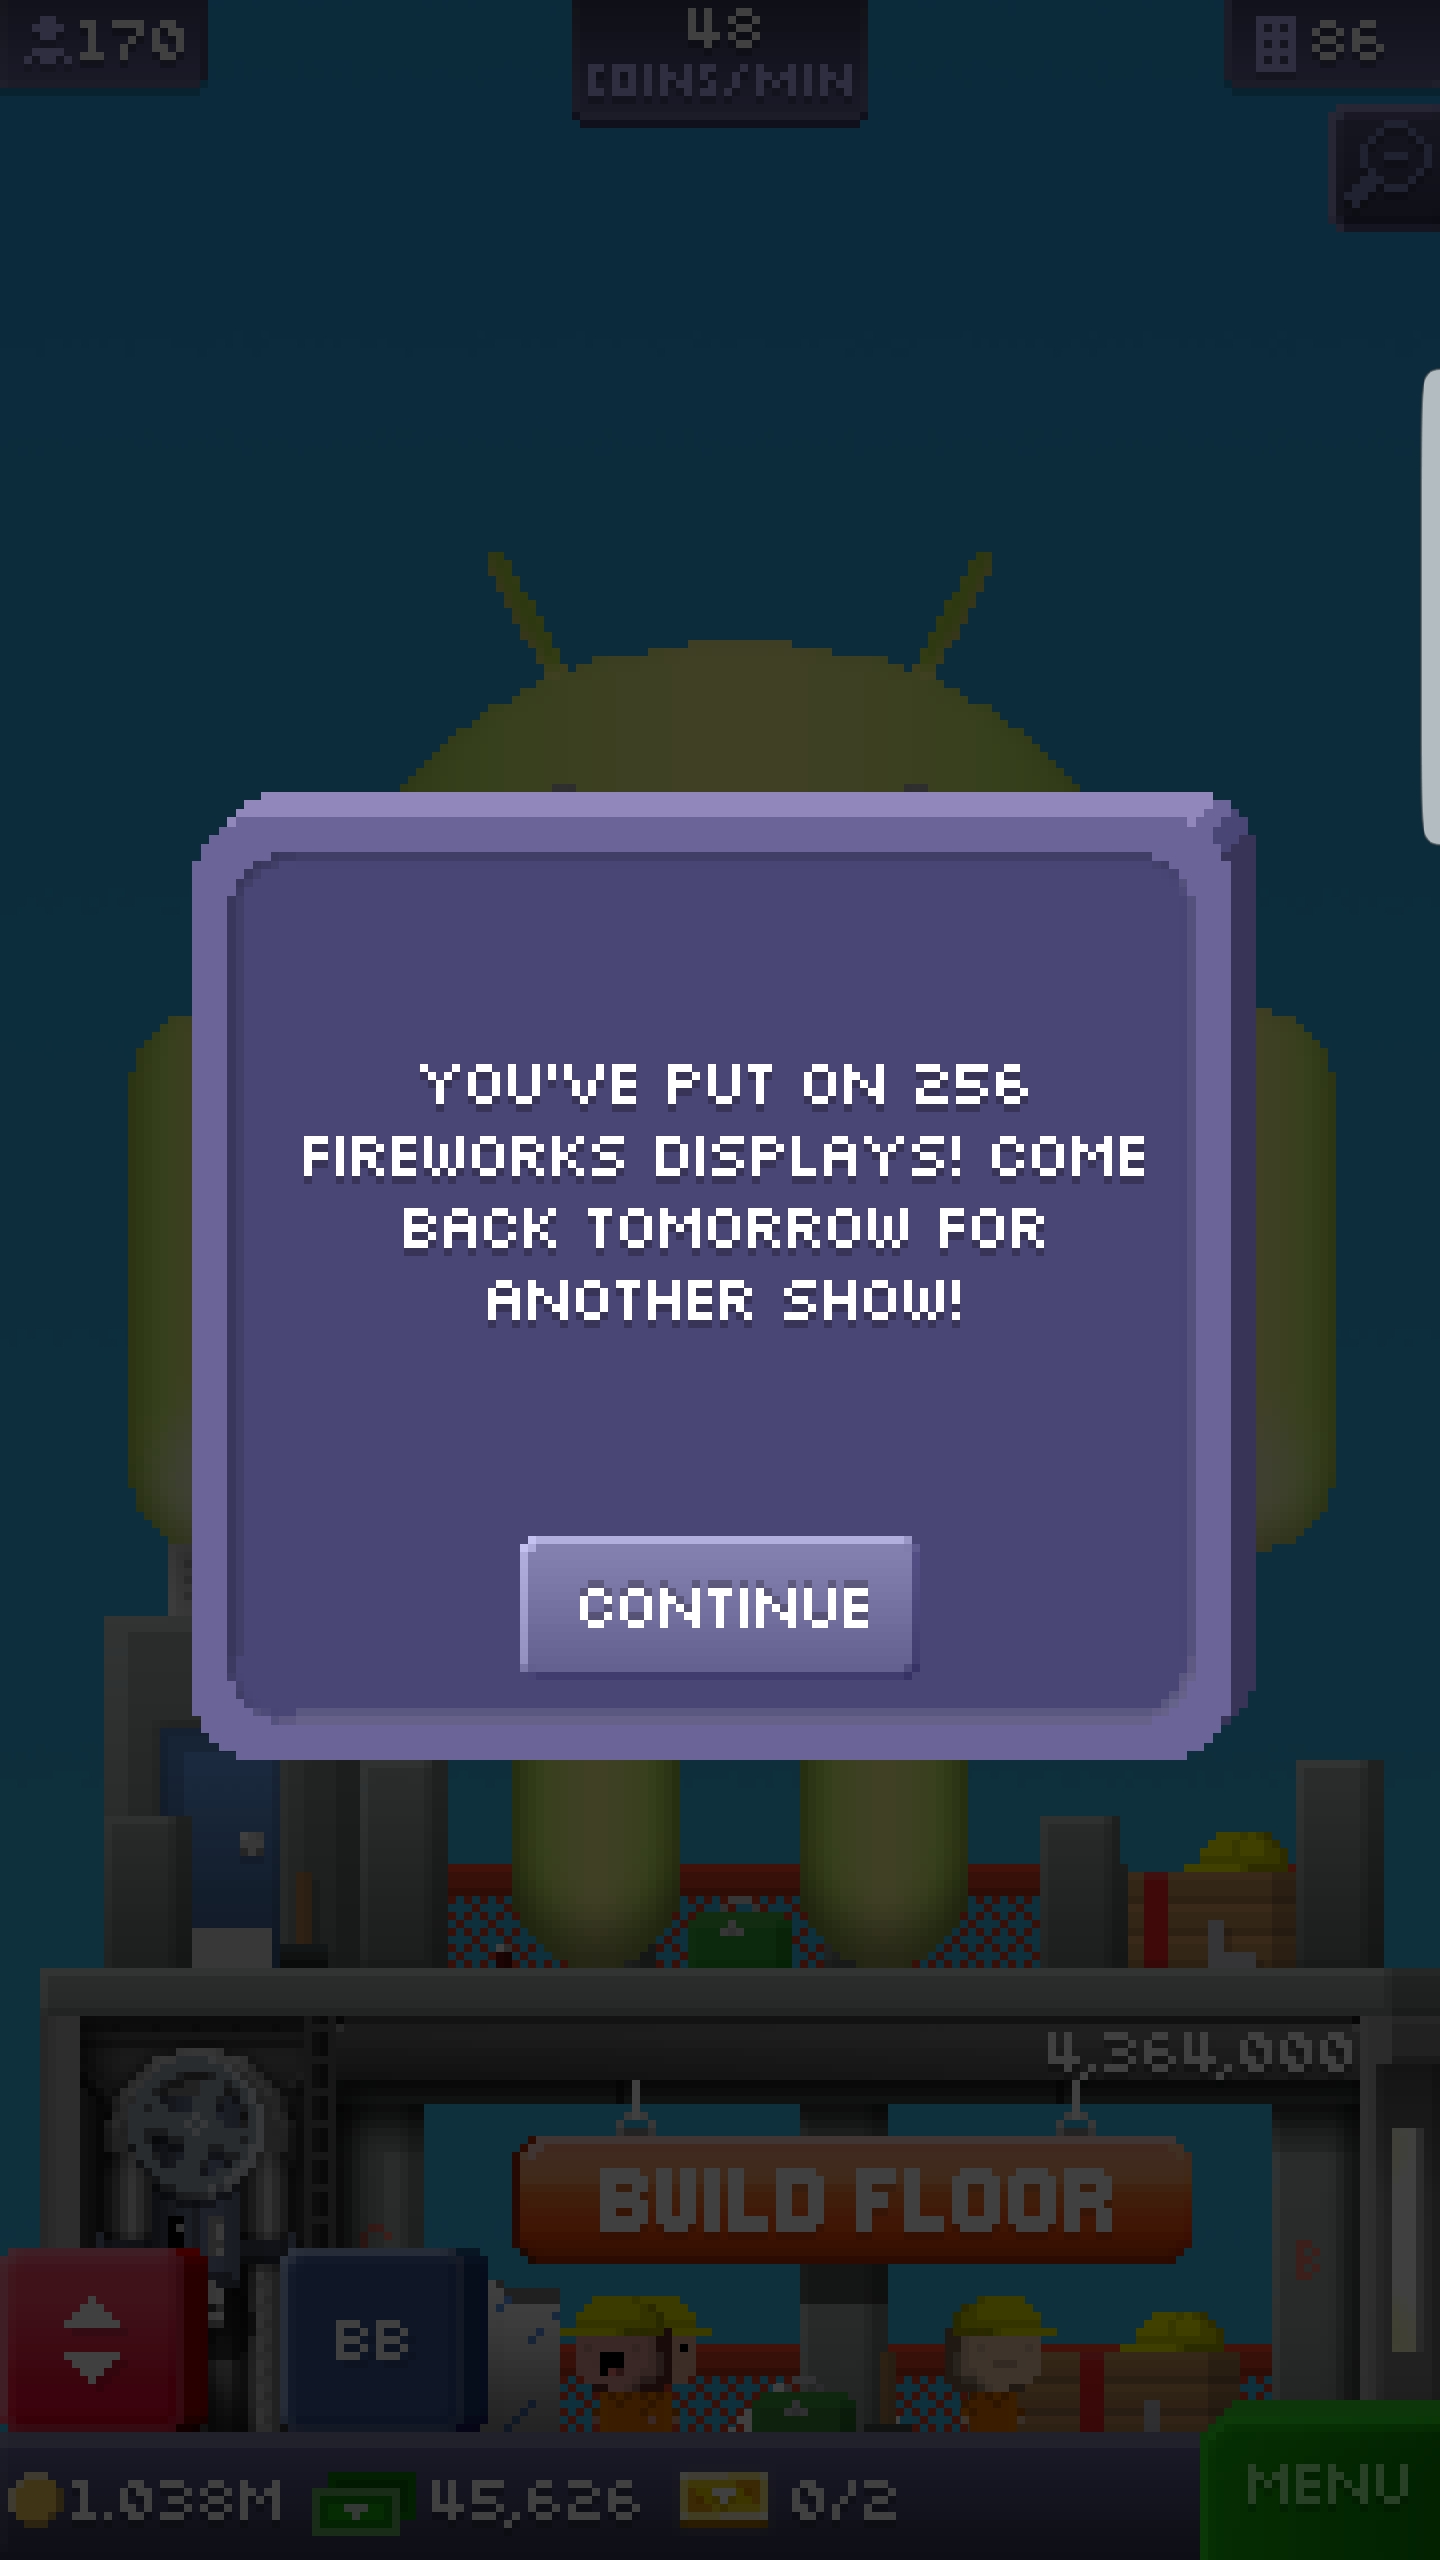 170
48
COINS/MIN
86
YOU'VE PUT ON 256
FIREWORKS DISPLAYS! COME
BACK TOMORROW FOR
ANOTHER SHOW!
CONTINUE
4,364,000
BUILD FLOOR
B
BB
1.038M
45,626
0/2
MENU